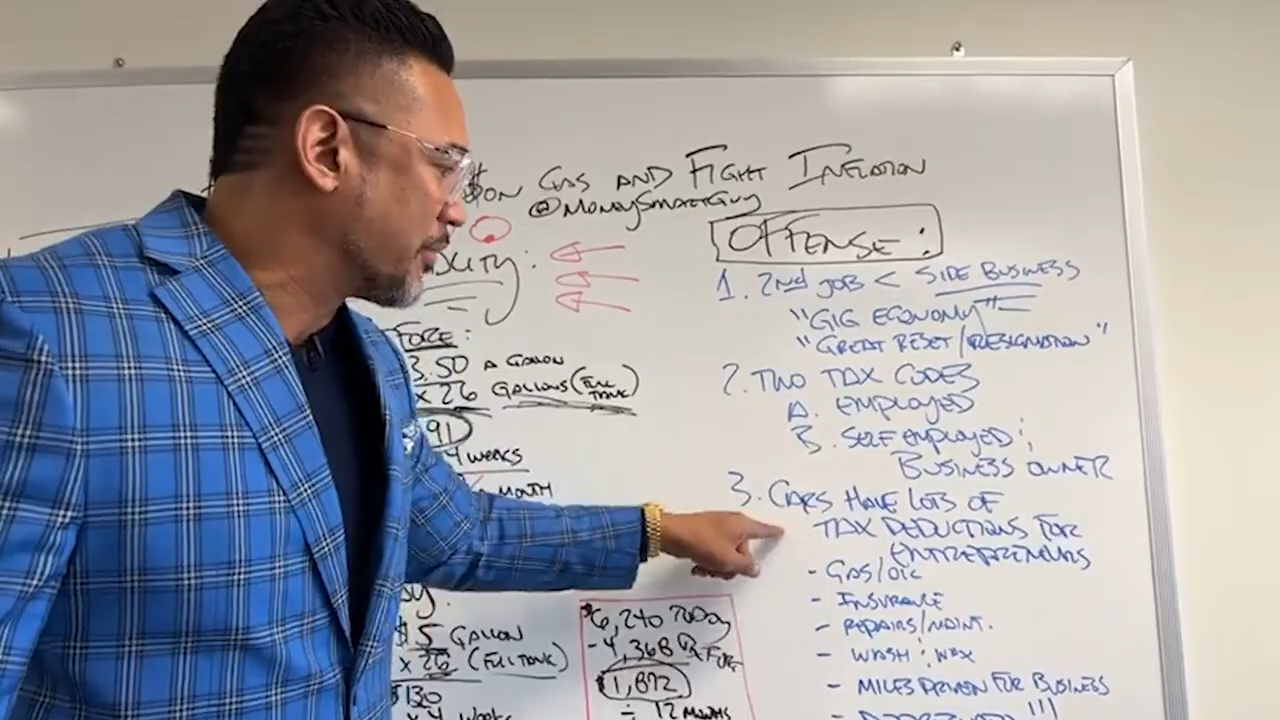 $ON GAS AND FIGHT INFLATION
@MONEYSMARTGUY
OFFENSE:
1. 2nd JOB < SIDE BUSINESS
"GIG ECONOMY"
"GREAT RESET/RESIGNATION"
2. TWO TAX CODES
A. EMPLOYED
B. SELF EMPLOYED;
BUSINESS OWNER
3. CARS HAVE LOTS OF
TAX DEDUCTIONS FOR
ENTREPRENEURS
- GAS/OIL
- INSURANCE
- REPAIRS/MAINT.
- WASH ; WAX
- MILES DRIVEN FOR BUSINESS
3.50 A GALLON
x 26 GALLONS (FULL TANK)
91
4 WEEKS
MONTH
$5 GALLON
x 26 (FULL TANK)
$130
x 4 WEEKS
$6,240 TODAY
- 4,368 BEFORE
1,872
÷ 12 MONTHS